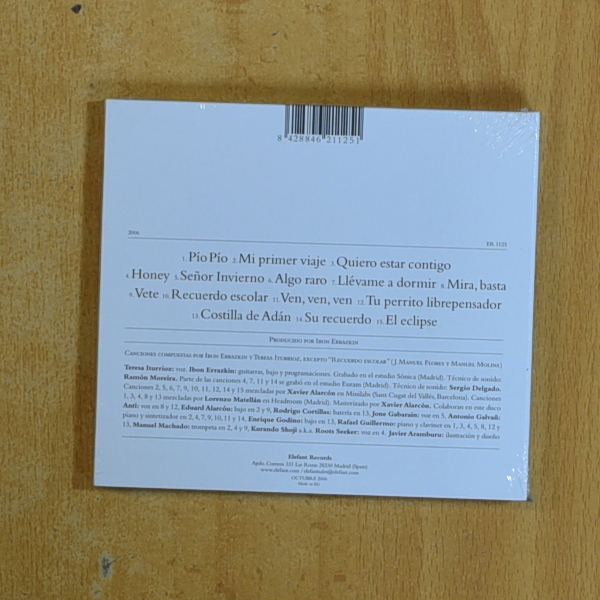 8 428846 211251
2006 ER-1125
1. Pío Pío 2. Mi primer viaje 3. Quiero estar contigo
4. Honey 5. Señor Invierno 6. Algo raro 7. Llévame a dormir 8. Mira, basta
9. Vete 10. Recuerdo escolar 11. Ven, ven, ven 12. Tu perrito librepensador
13. Costilla de Adán 14. Su recuerdo 15. El eclipse
Producido por Ibon Errazkin
Canciones compuestas por Ibon Errazkin y Teresa Iturrioz, excepto "Recuerdo escolar" (J. Manuel Flores y Manuel Molina)
Teresa Iturrioz: voz. Ibon Errazkin: guitarras, bajo y programaciones. Grabado en el estudio Sónica (Madrid). Técnico de sonido:
Ramón Moreira. Parte de las canciones 4, 7, 11 y 14 se grabó en el estudio (Madrid). Técnico de sonido: Sergio Delgado.
Canciones 2, 5, 6, 7, 9, 10, 11, 12, 14 y 15 mezcladas por Xavier Alarcón en (Sant Cugat del Vallés, Barcelona). Canciones
1, 3, 4, 8 y 13 mezcladas por Lorenzo Matellán en Headroom (Madrid). Masterizado por Xavier Alarcón. Colaboran en este disco
Anti: voz en 8 y 12, Eduard Alarcón: bajo en 2 y 9, Rodrigo Cortillas: batería en 13, Jose Gabarain: voz en 5, Antonio Galvañ:
piano y sintetizador en 2, 4, 7, 9, 10, 11 y 14, Enrique Godino: bajo en 13, Rafael Guillermo: piano y clavinet en 1, 3, 4, 5, 8, 12 y
13, Manuel Machado: trompeta en 2, 4 y 9, Karando Shoji s.k.a. Roots Seeker: voz en 4. Javier Aramburu: ilustración y diseño
Elefant Records
Apdo. Correos 331 Las Rozas 28230 Madrid (Spain)
www.elefant.com / elefant@elefant.com
OCTUBRE 2006
Made in EU